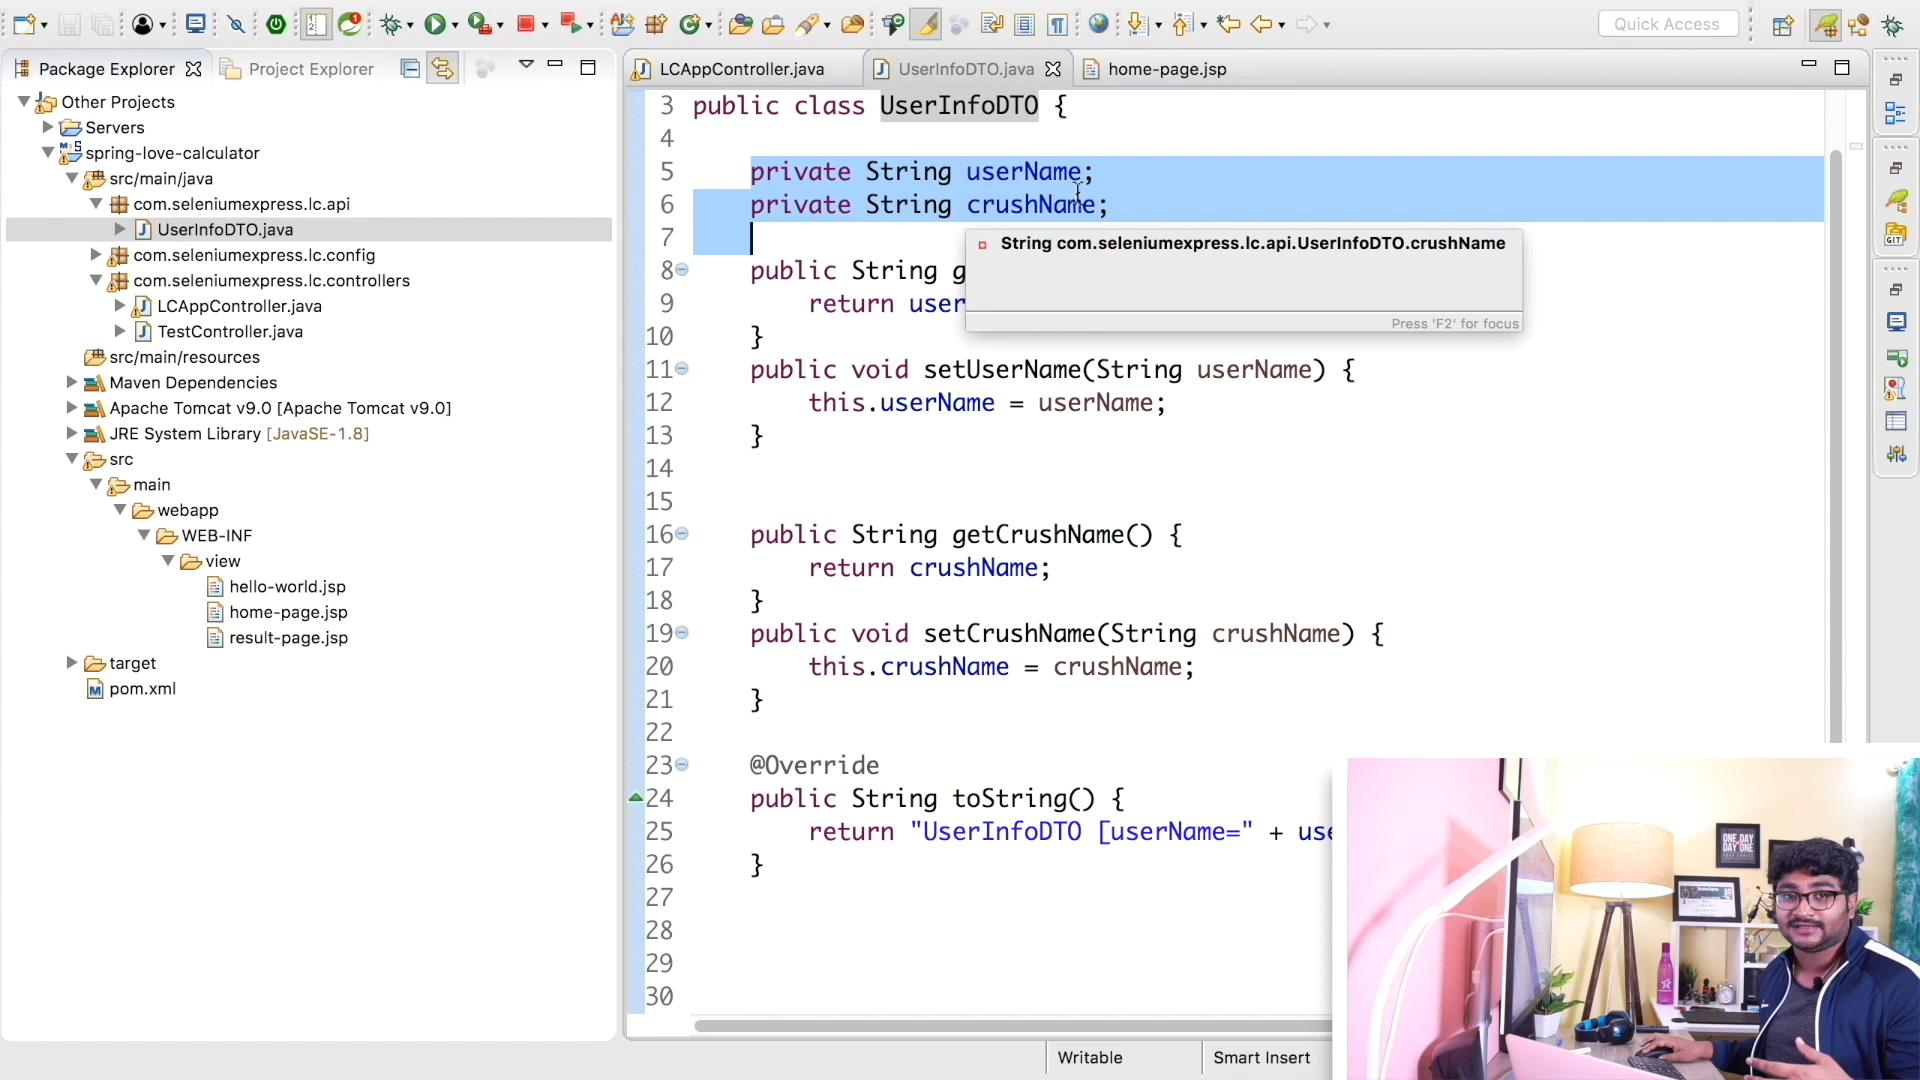 Quick Access
Package Explorer
Project Explorer
LCAppController.java
UserInfoDTO.java
home-page.jsp
Other Projects
Servers
spring-love-calculator
src/main/java
com.seleniumexpress.lc.api
UserInfoDTO.java
com.seleniumexpress.lc.config
com.seleniumexpress.lc.controllers
LCAppController.java
TestController.java
src/main/resources
Maven Dependencies
Apache Tomcat v9.0 [Apache Tomcat v9.0]
JRE System Library [JavaSE-1.8]
src
main
webapp
WEB-INF
view
hello-world.jsp
home-page.jsp
result-page.jsp
target
pom.xml
3 public class UserInfoDTO {
4
5 private String userName;
6 private String crushName;
7
String com.seleniumexpress.lc.api.UserInfoDTO.crushName
Press 'F2' for focus
8 public String g
9 return user
10 }
11 public void setUserName(String userName) {
12 this.userName = userName;
13 }
14
15
16 public String getCrushName() {
17 return crushName;
18 }
19 public void setCrushName(String crushName) {
20 this.crushName = crushName;
21 }
22
23 @Override
24 public String toString() {
25 return "UserInfoDTO [userName=" + use
26 }
27
28
29
30
ONE DAY
DAY ONE
Writable
Smart Insert